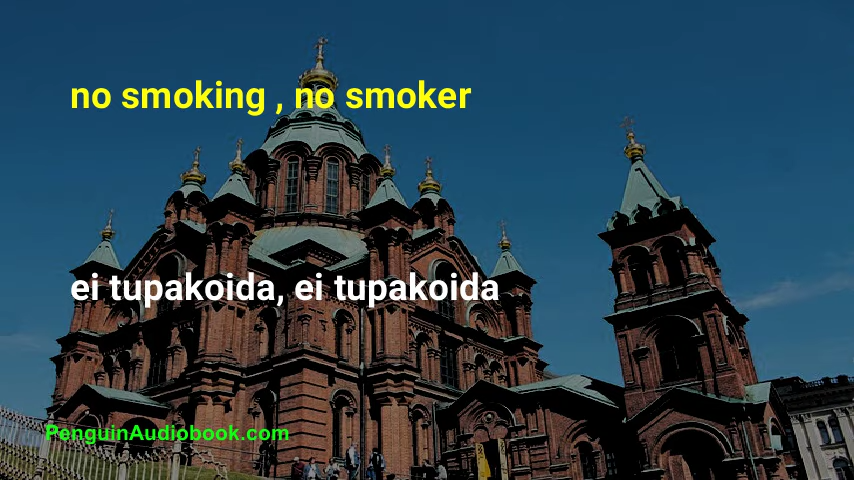 no smoking , no smoker
ei tupakoida, ei tupakoida
PenguinAudiobook.com